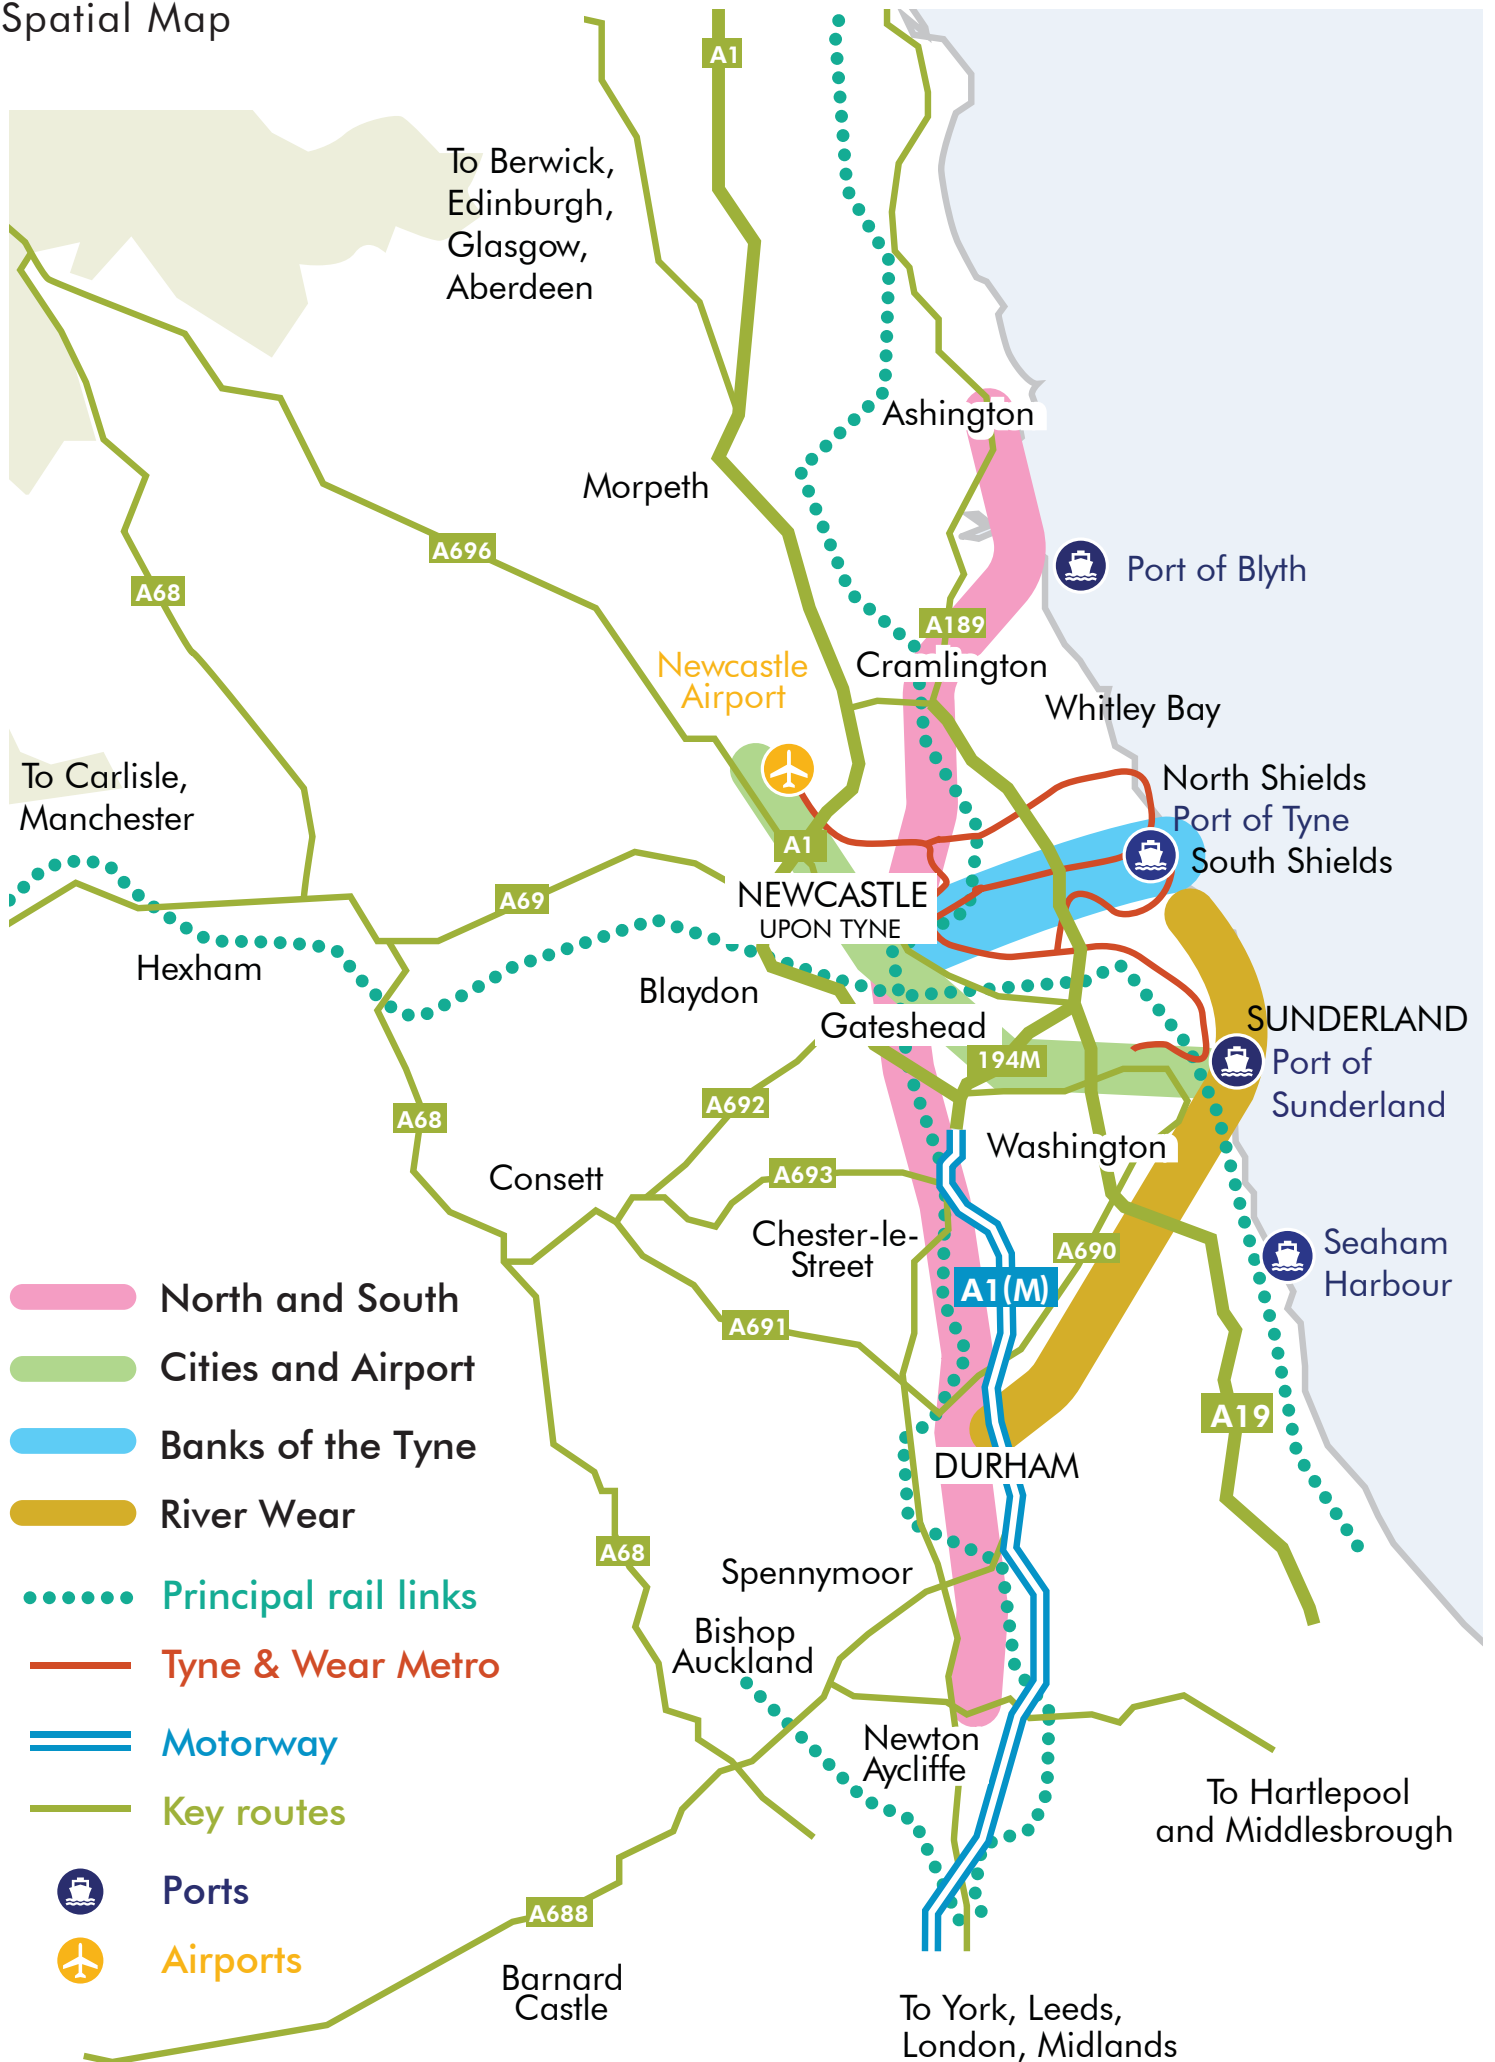 Spatial Map
A1
To Berwick,
Edinburgh,
Glasgow,
Aberdeen
Ashington
Morpeth
A696
A68
Port of Blyth
A189
Newcastle
Airport
Cramlington
Whitley Bay
To Carlisle,
Manchester
North Shields
Port of Tyne
South Shields
A1
A69
NEWCASTLE
UPON TYNE
Hexham
Blaydon
Gateshead
SUNDERLAND
Port of
Sunderland
194M
A692
A68
Washington
Consett
A693
Chester-le-
Street
A690
Seaham
Harbour
A1(M)
A691
A19
DURHAM
North and South
Cities and Airport
Banks of the Tyne
River Wear
Principal rail links
Tyne & Wear Metro
Motorway
Key routes
Ports
Airports
A68
Spennymoor
Bishop
Auckland
Newton
Aycliffe
To Hartlepool
and Middlesbrough
A688
Barnard
Castle
To York, Leeds,
London, Midlands